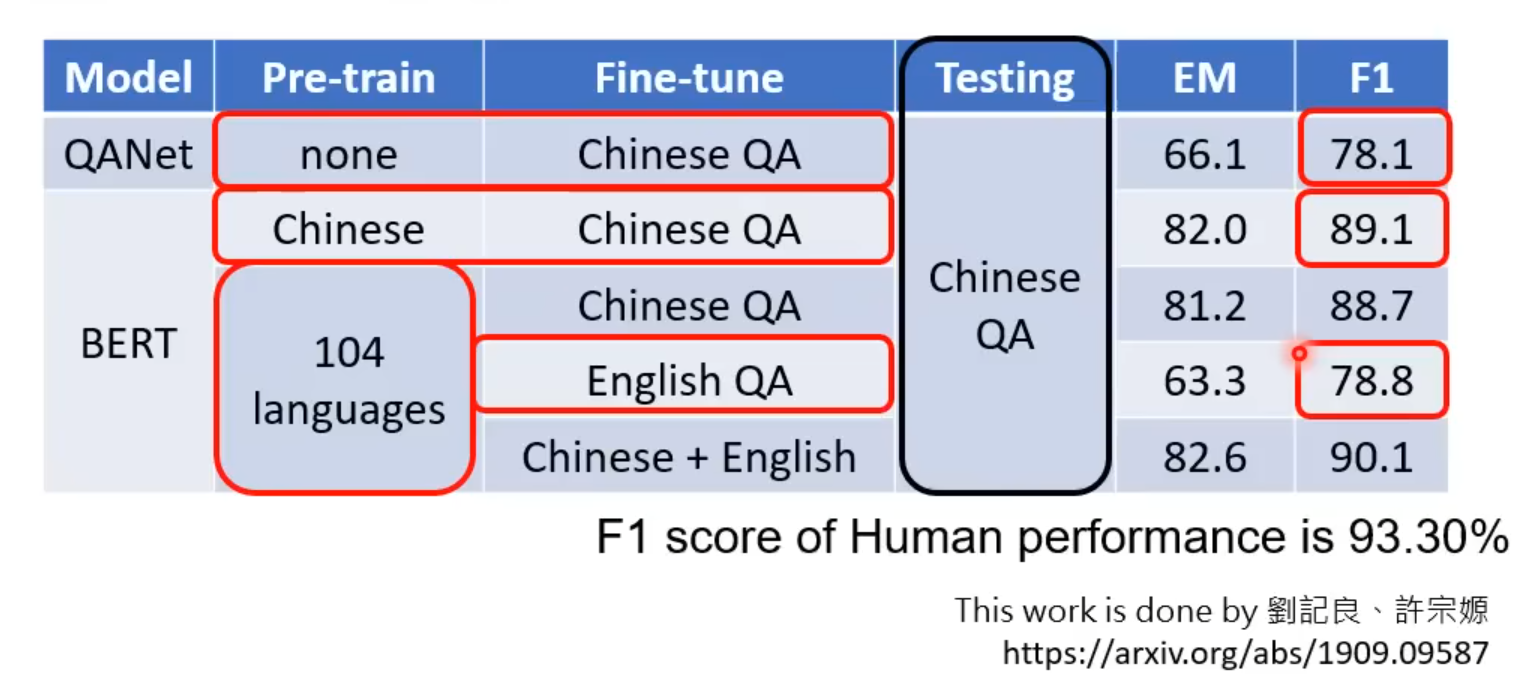 Model Pre-train Fine-tune Testing EM F1
QANet none Chinese QA 66.1 78.1
Chinese Chinese QA 82.0 89.1
Chinese QA 81.2 88.7
BERT 104 languages English QA Chinese QA 63.3 78.8
Chinese + English 82.6 90.1
F1 score of Human performance is 93.30%
This work is done by 劉記良、許宗嫄
https://arxiv.org/abs/1909.09587